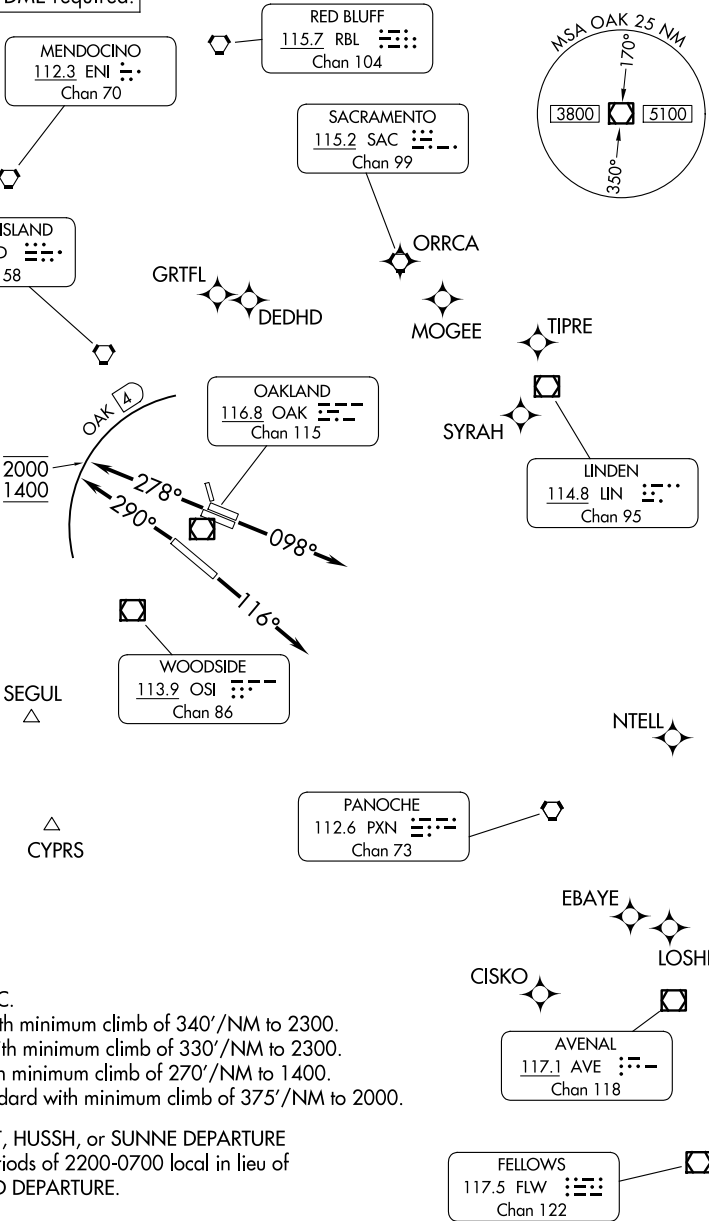 DME required.
RED BLUFF
115.7 RBL
Chan 104
MENDOCINO
112.3 ENI
Chan 70
MSA OAK 25 NM
170°
3800
5100
350°
SACRAMENTO
115.2 SAC
Chan 99
ISLAND
58
ORRCA
GRTFL
DEDHD
MOGEE
TIPRE
OAK 4
OAKLAND
116.8 OAK
Chan 115
SYRAH
2000
1400
278°
290°
098°
116°
LINDEN
114.8 LIN
Chan 95
WOODSIDE
113.9 OSI
Chan 86
SEGUL
NTELL
CYPRS
PANOCHE
112.6 PXN
Chan 73
EBAYE
LOSHI
CISKO
C.
th minimum climb of 340'/NM to 2300.
ith minimum climb of 330'/NM to 2300.
h minimum climb of 270'/NM to 1400.
dard with minimum climb of 375'/NM to 2000.
AVENAL
117.1 AVE
Chan 118
T, HUSSH, or SUNNE DEPARTURE
riods of 2200-0700 local in lieu of
D DEPARTURE.
FELLOWS
117.5 FLW
Chan 122